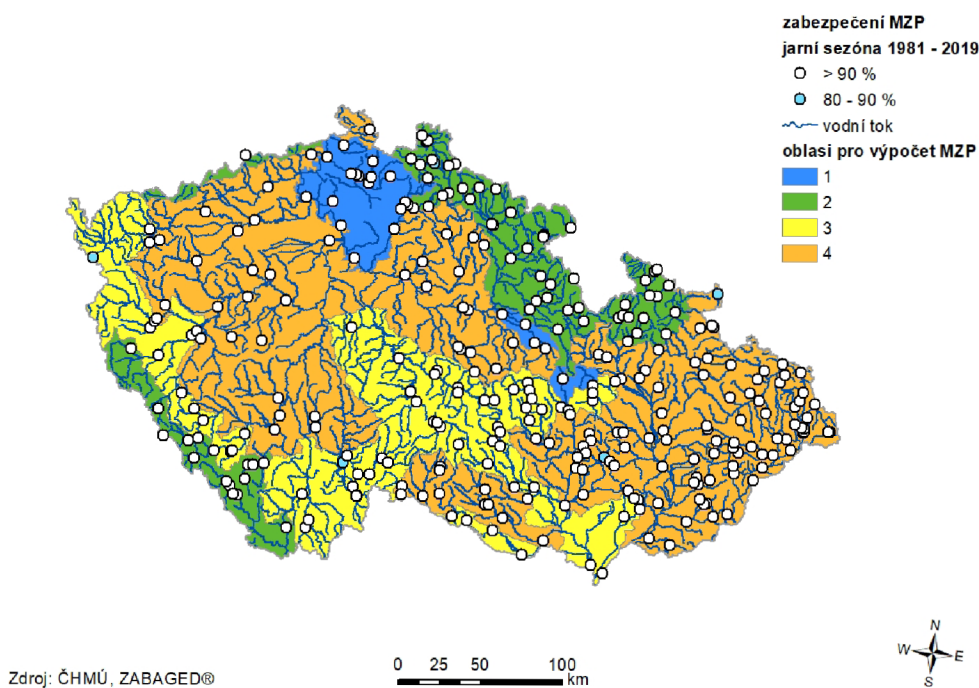 zabezpečení MZP
jarní sezóna 1981 - 2019
> 90 %
80 - 90 %
vodní tok
oblasi pro výpočet MZP
1
2
3
4
N
W E
S
0 25 50 100
km
Zdroj: ČHMÚ, ZABAGED®